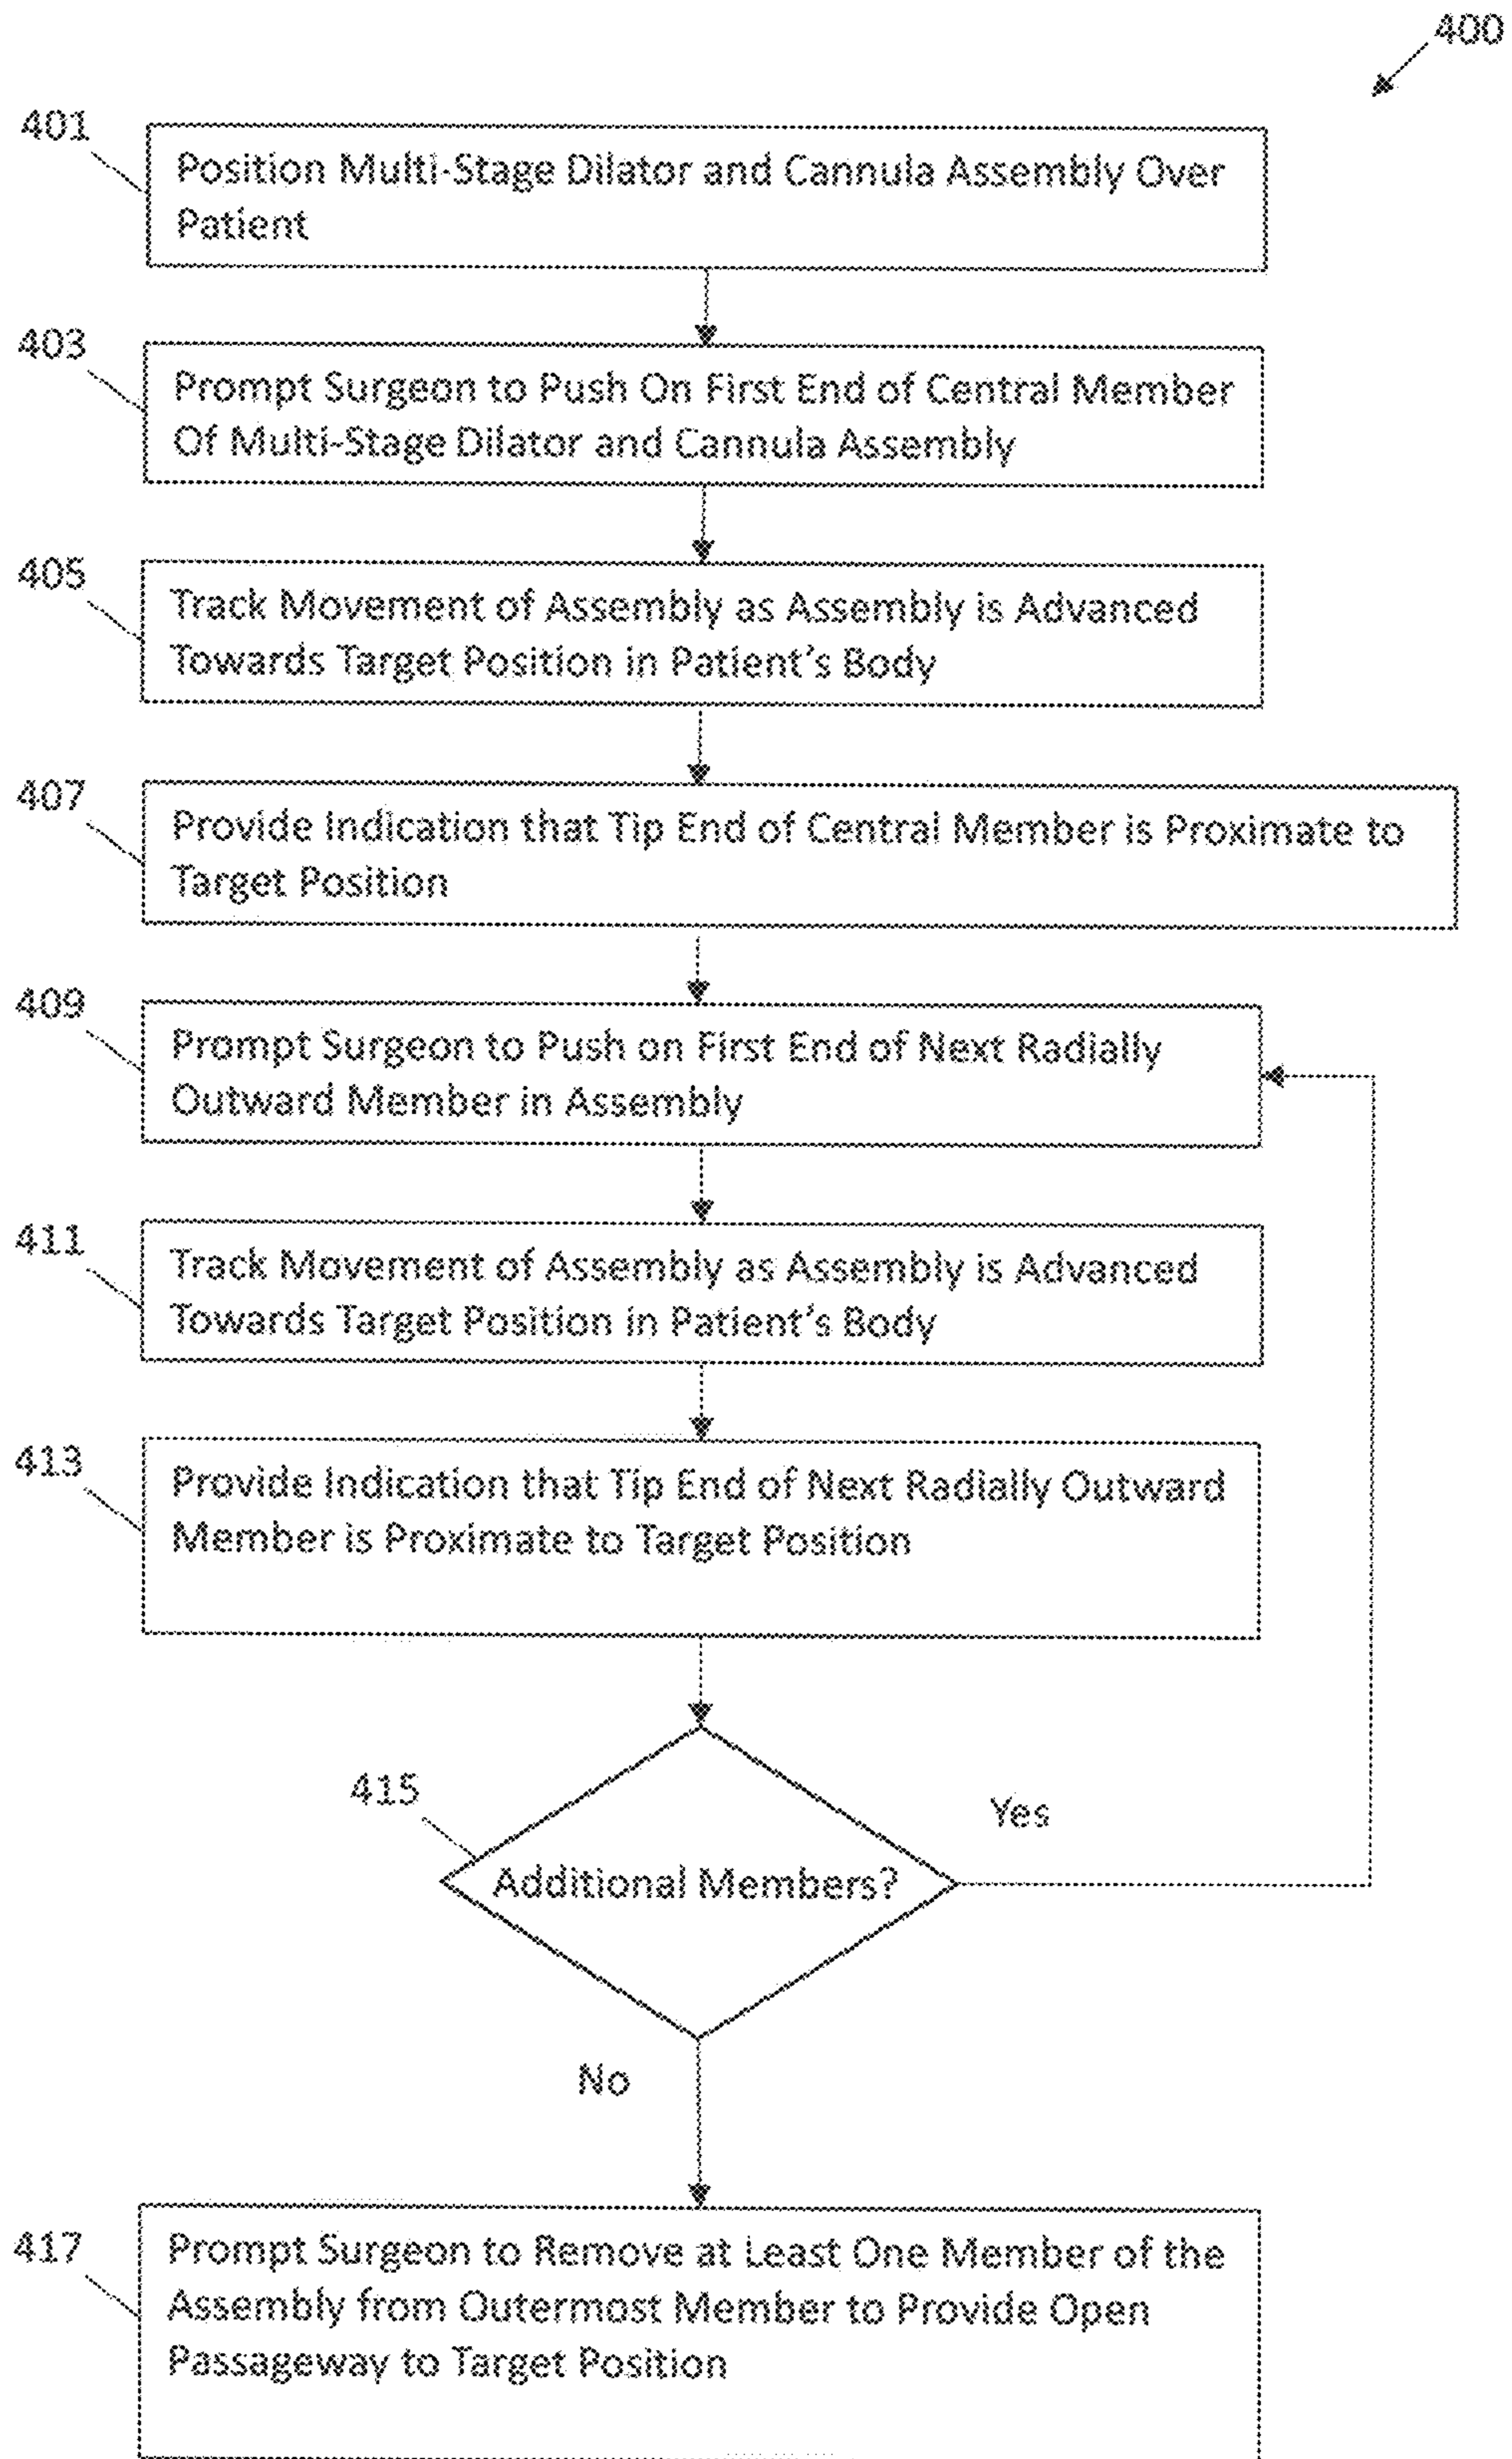 400
401
Position Multi-Stage Dilator and Cannula Assembly Over
Patient
403
Prompt Surgeon to Push On First End of Central Member
Of Multi-Stage Dilator and Cannula Assembly
405
Track Movement of Assembly as Assembly is Advanced
Towards Target Position in Patient's Body
407
Provide Indication that Tip End of Central Member is Proximate to
Target Position
409
Prompt Surgeon to Push on First End of Next Radially
Outward Member in Assembly
411
Track Movement of Assembly as Assembly is Advanced
Towards Target Position in Patient's Body
413
Provide Indication that Tip End of Next Radially Outward
Member is Proximate to Target Position
415
Yes
Additional Members?
No
417
Prompt Surgeon to Remove at Least One Member of the
Assembly from Outermost Member to Provide Open
Passageway to Target Position